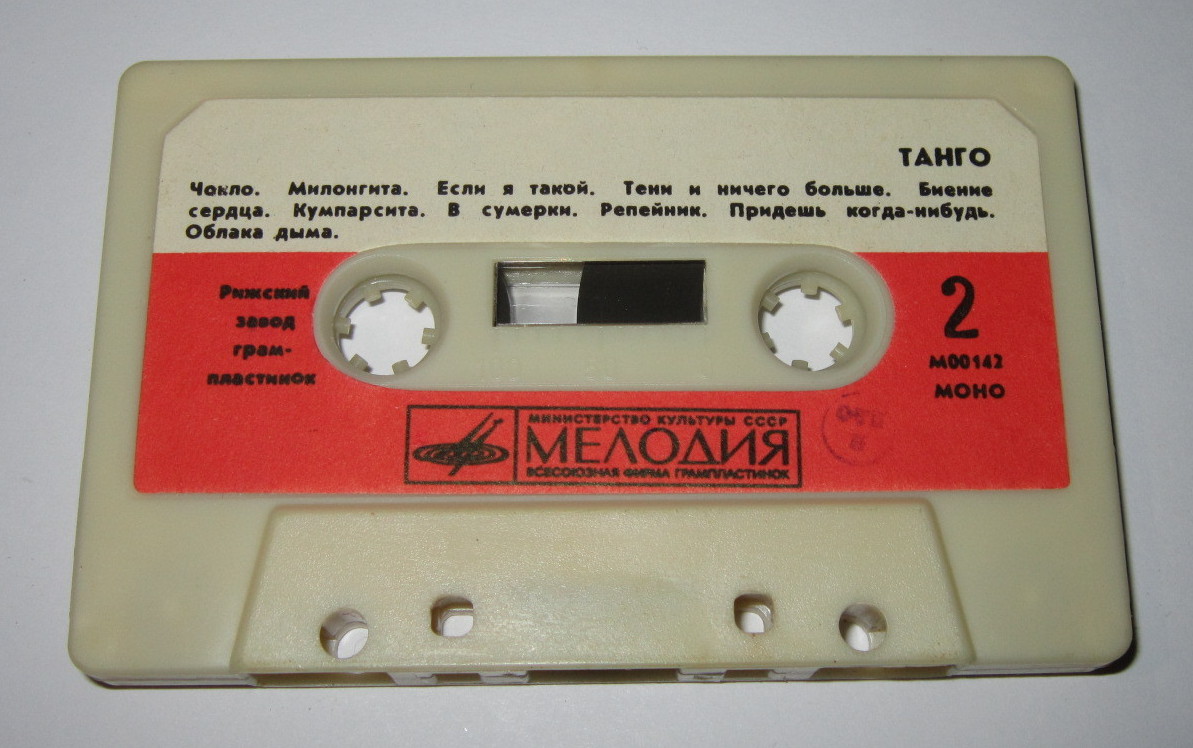 ТАНГО
Чокло. Милонгита. Если я такой. Тени и ничего больше. Биение
сердца. Кумпарсита. В сумерки. Репейник. Придешь когда-нибудь.
Облака дыма.
Рижский
завод
грам-
пластинок
2
М00142
МОНО
МИНИСТЕРСТВО КУЛЬТУРЫ СССР
МЕЛОДИЯ
ВСЕСОЮЗНАЯ ФИРМА ГРАМПЛАСТИНОК